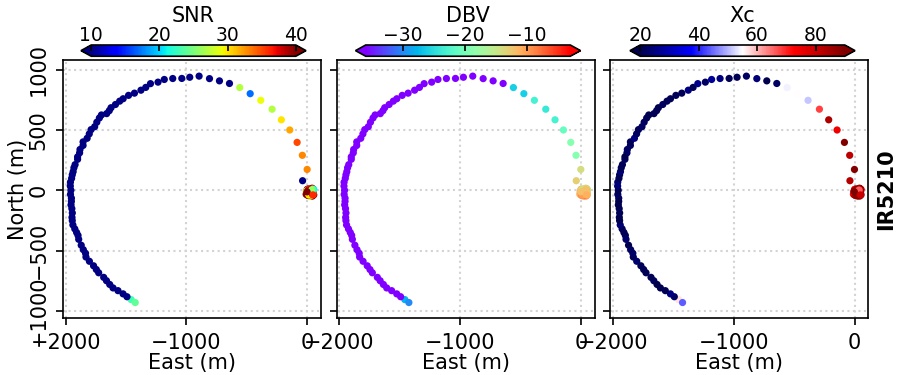 SNR DBV Xc
10 20 30 40 −30 −20 −10 20 40 60 80
1000
500
0
−500
−1000
North (m)
IR5210
−2000 −1000 0 −2000 −1000 0 −2000 −1000 0
East (m) East (m) East (m)